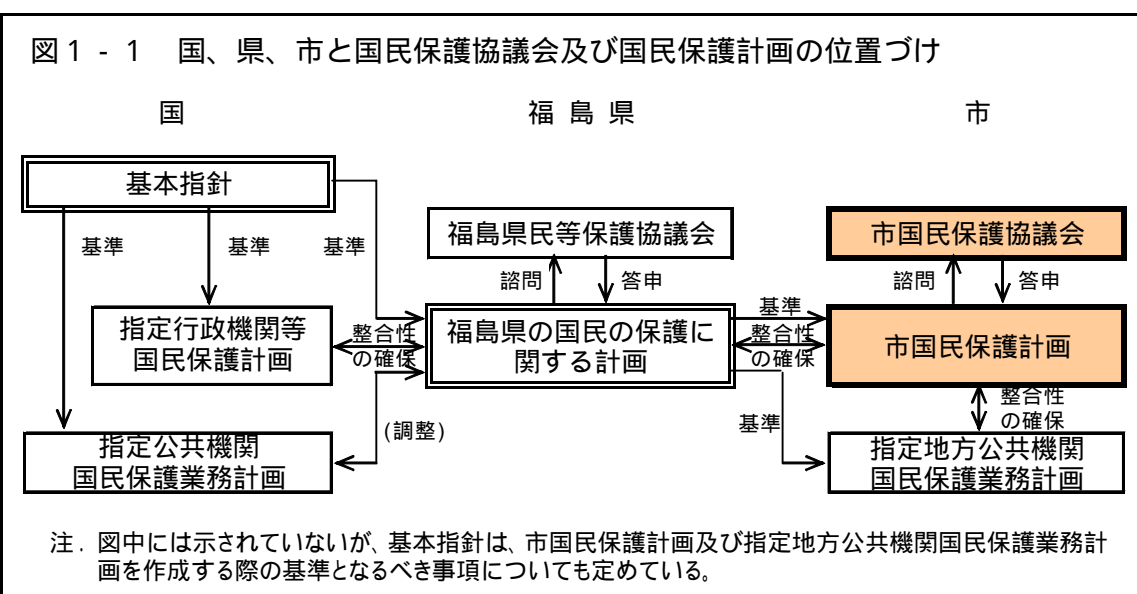 図１－１　国、県、市と国民保護協議会及び国民保護計画の位置づけ
国
福島県
市
基本指針
福島県民等保護協議会
市国民保護協議会
基準
基準
基準
諮問
答申
諮問
答申
指定行政機関等
国民保護計画
整合性
の確保
福島県の国民の保護に
関する計画
基準
整合性
の確保
市国民保護計画
(調整)
基準
整合性
の確保
指定公共機関
国民保護業務計画
指定地方公共機関
国民保護業務計画
注．図中には示されていないが、基本指針は、市国民保護計画及び指定地方公共機関国民保護業務計
画を作成する際の基準となるべき事項についても定めている。